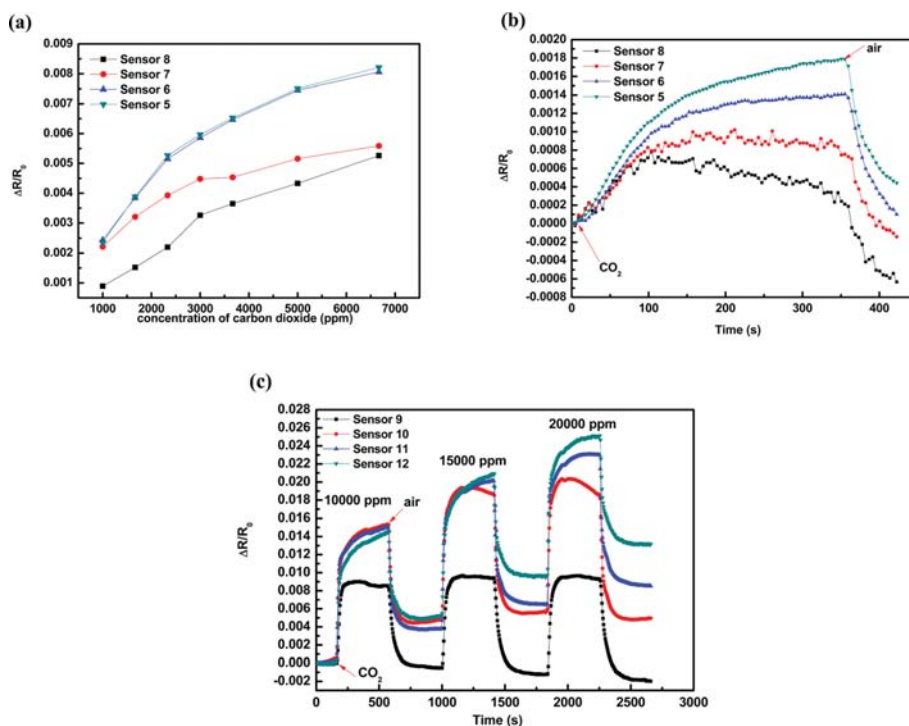 (a)
0.009
0.008
0.007
0.006
0.005
0.004
0.003
0.002
0.001
ΔR/R0
Sensor 8
Sensor 7
Sensor 6
Sensor 5
1000 2000 3000 4000 5000 6000 7000
concentration of carbon dioxide (ppm)
(b)
0.0020
0.0018
0.0016
0.0014
0.0012
0.0010
0.0008
0.0006
0.0004
0.0002
0.0000
-0.0002
-0.0004
-0.0006
-0.0008
ΔR/R0
Sensor 8
Sensor 7
Sensor 6
Sensor 5
air
CO2
0 100 200 300 400
Time (s)
(c)
0.028
0.026
0.024
0.022
0.020
0.018
0.016
0.014
0.012
0.010
0.008
0.006
0.004
0.002
0.000
-0.002
ΔR/R0
Sensor 9
Sensor 10
Sensor 11
Sensor 12
10000 ppm
air
15000 ppm
20000 ppm
CO2
0 500 1000 1500 2000 2500 3000
Time (s)